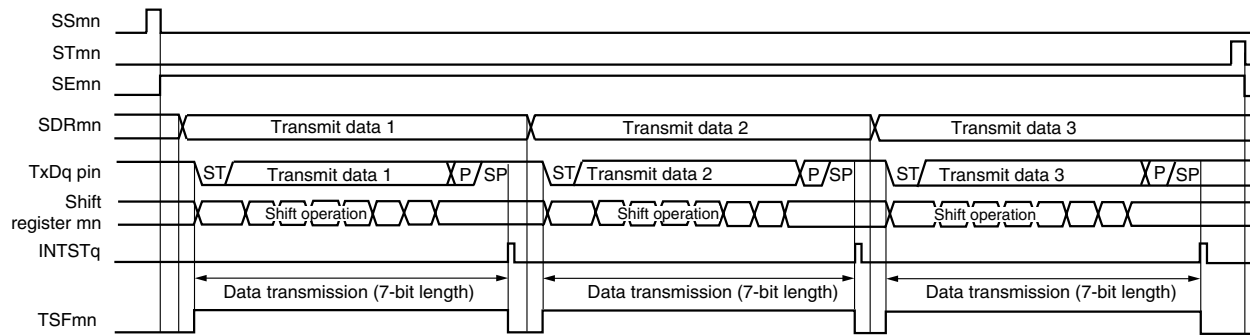 SSmn
STmn
SEmn
SDRmn Transmit data 1 Transmit data 2 Transmit data 3
TxDq pin ST Transmit data 1 P SP ST Transmit data 2 P SP ST Transmit data 3 P SP
Shift
register mn Shift operation Shift operation Shift operation
INTSTq
Data transmission (7-bit length) Data transmission (7-bit length) Data transmission (7-bit length)
TSFmn